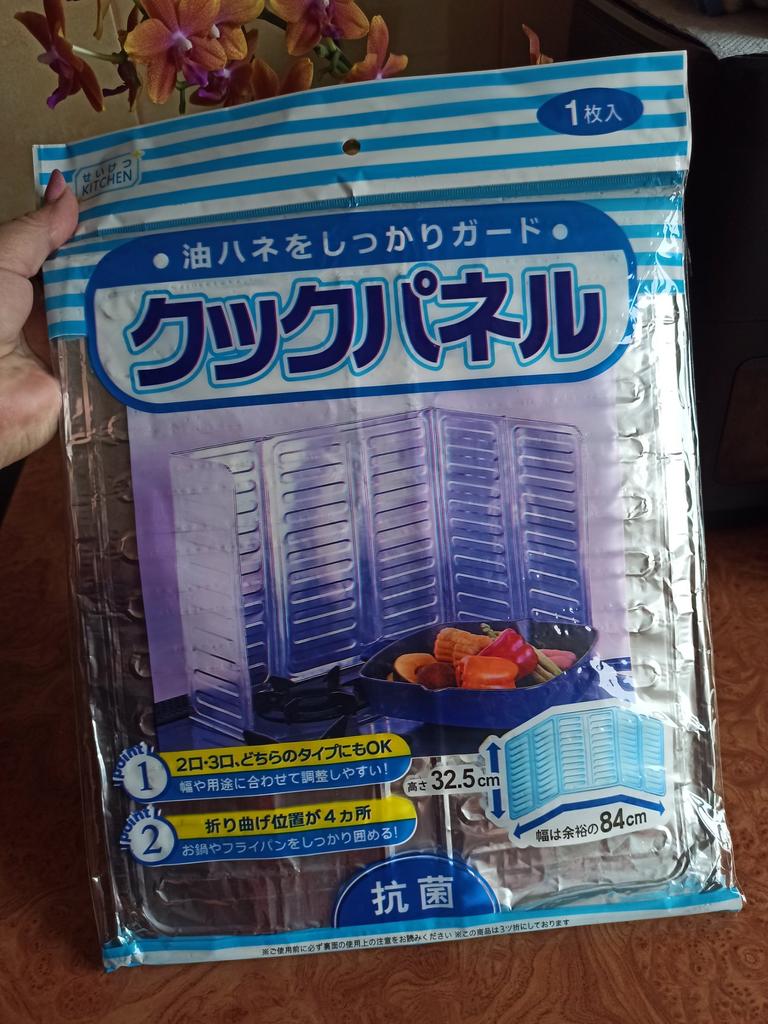 1枚入
せいけつ
KITCHEN
• 油ハネをしっかりガード •
クックパネル
point 1
2口・3口、どちらのタイプにもOK
幅や用途に合わせて調整しやすい!
point 2
折り曲げ位置が4ヵ所
お鍋やフライパンをしっかり囲める!
高さ 32.5cm
幅は余裕の84cm
抗菌
※ご使用前に必ず裏面の使用上の注意をお読みください ※この商品は3ツ折にしております